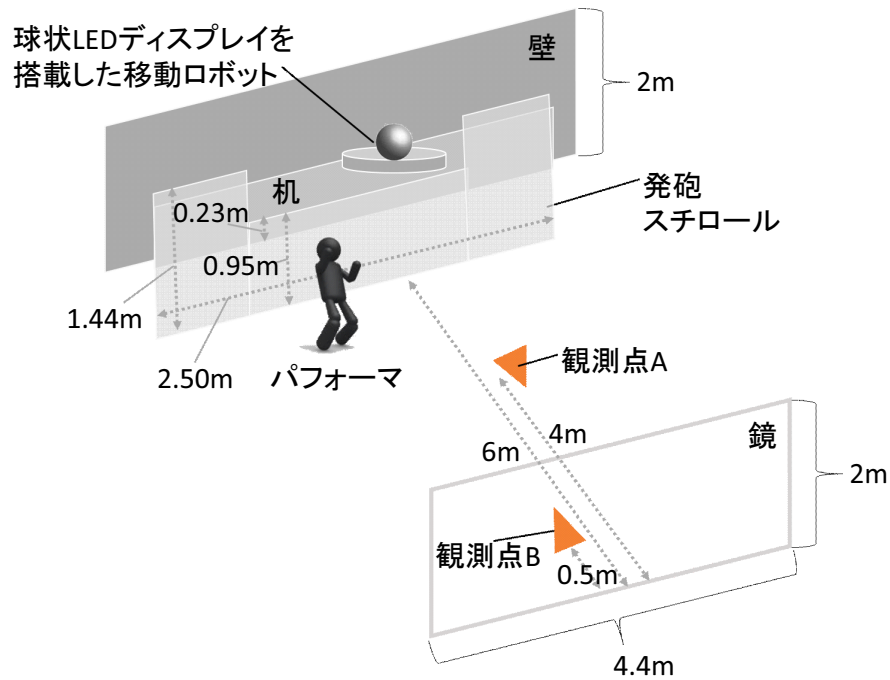 球状LEDディスプレイを
搭載した移動ロボット
壁
2m
机
0.23m
0.95m
発砲
スチロール
1.44m
2.50m
パフォーマ
観測点A
4m
6m
鏡
2m
観測点B
0.5m
4.4m